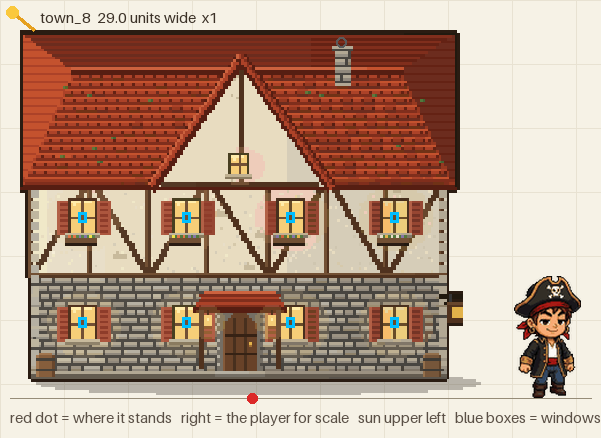 town_8 29.0 units wide x1
red dot = where it stands right = the player for scale sun upper left blue boxes = windows